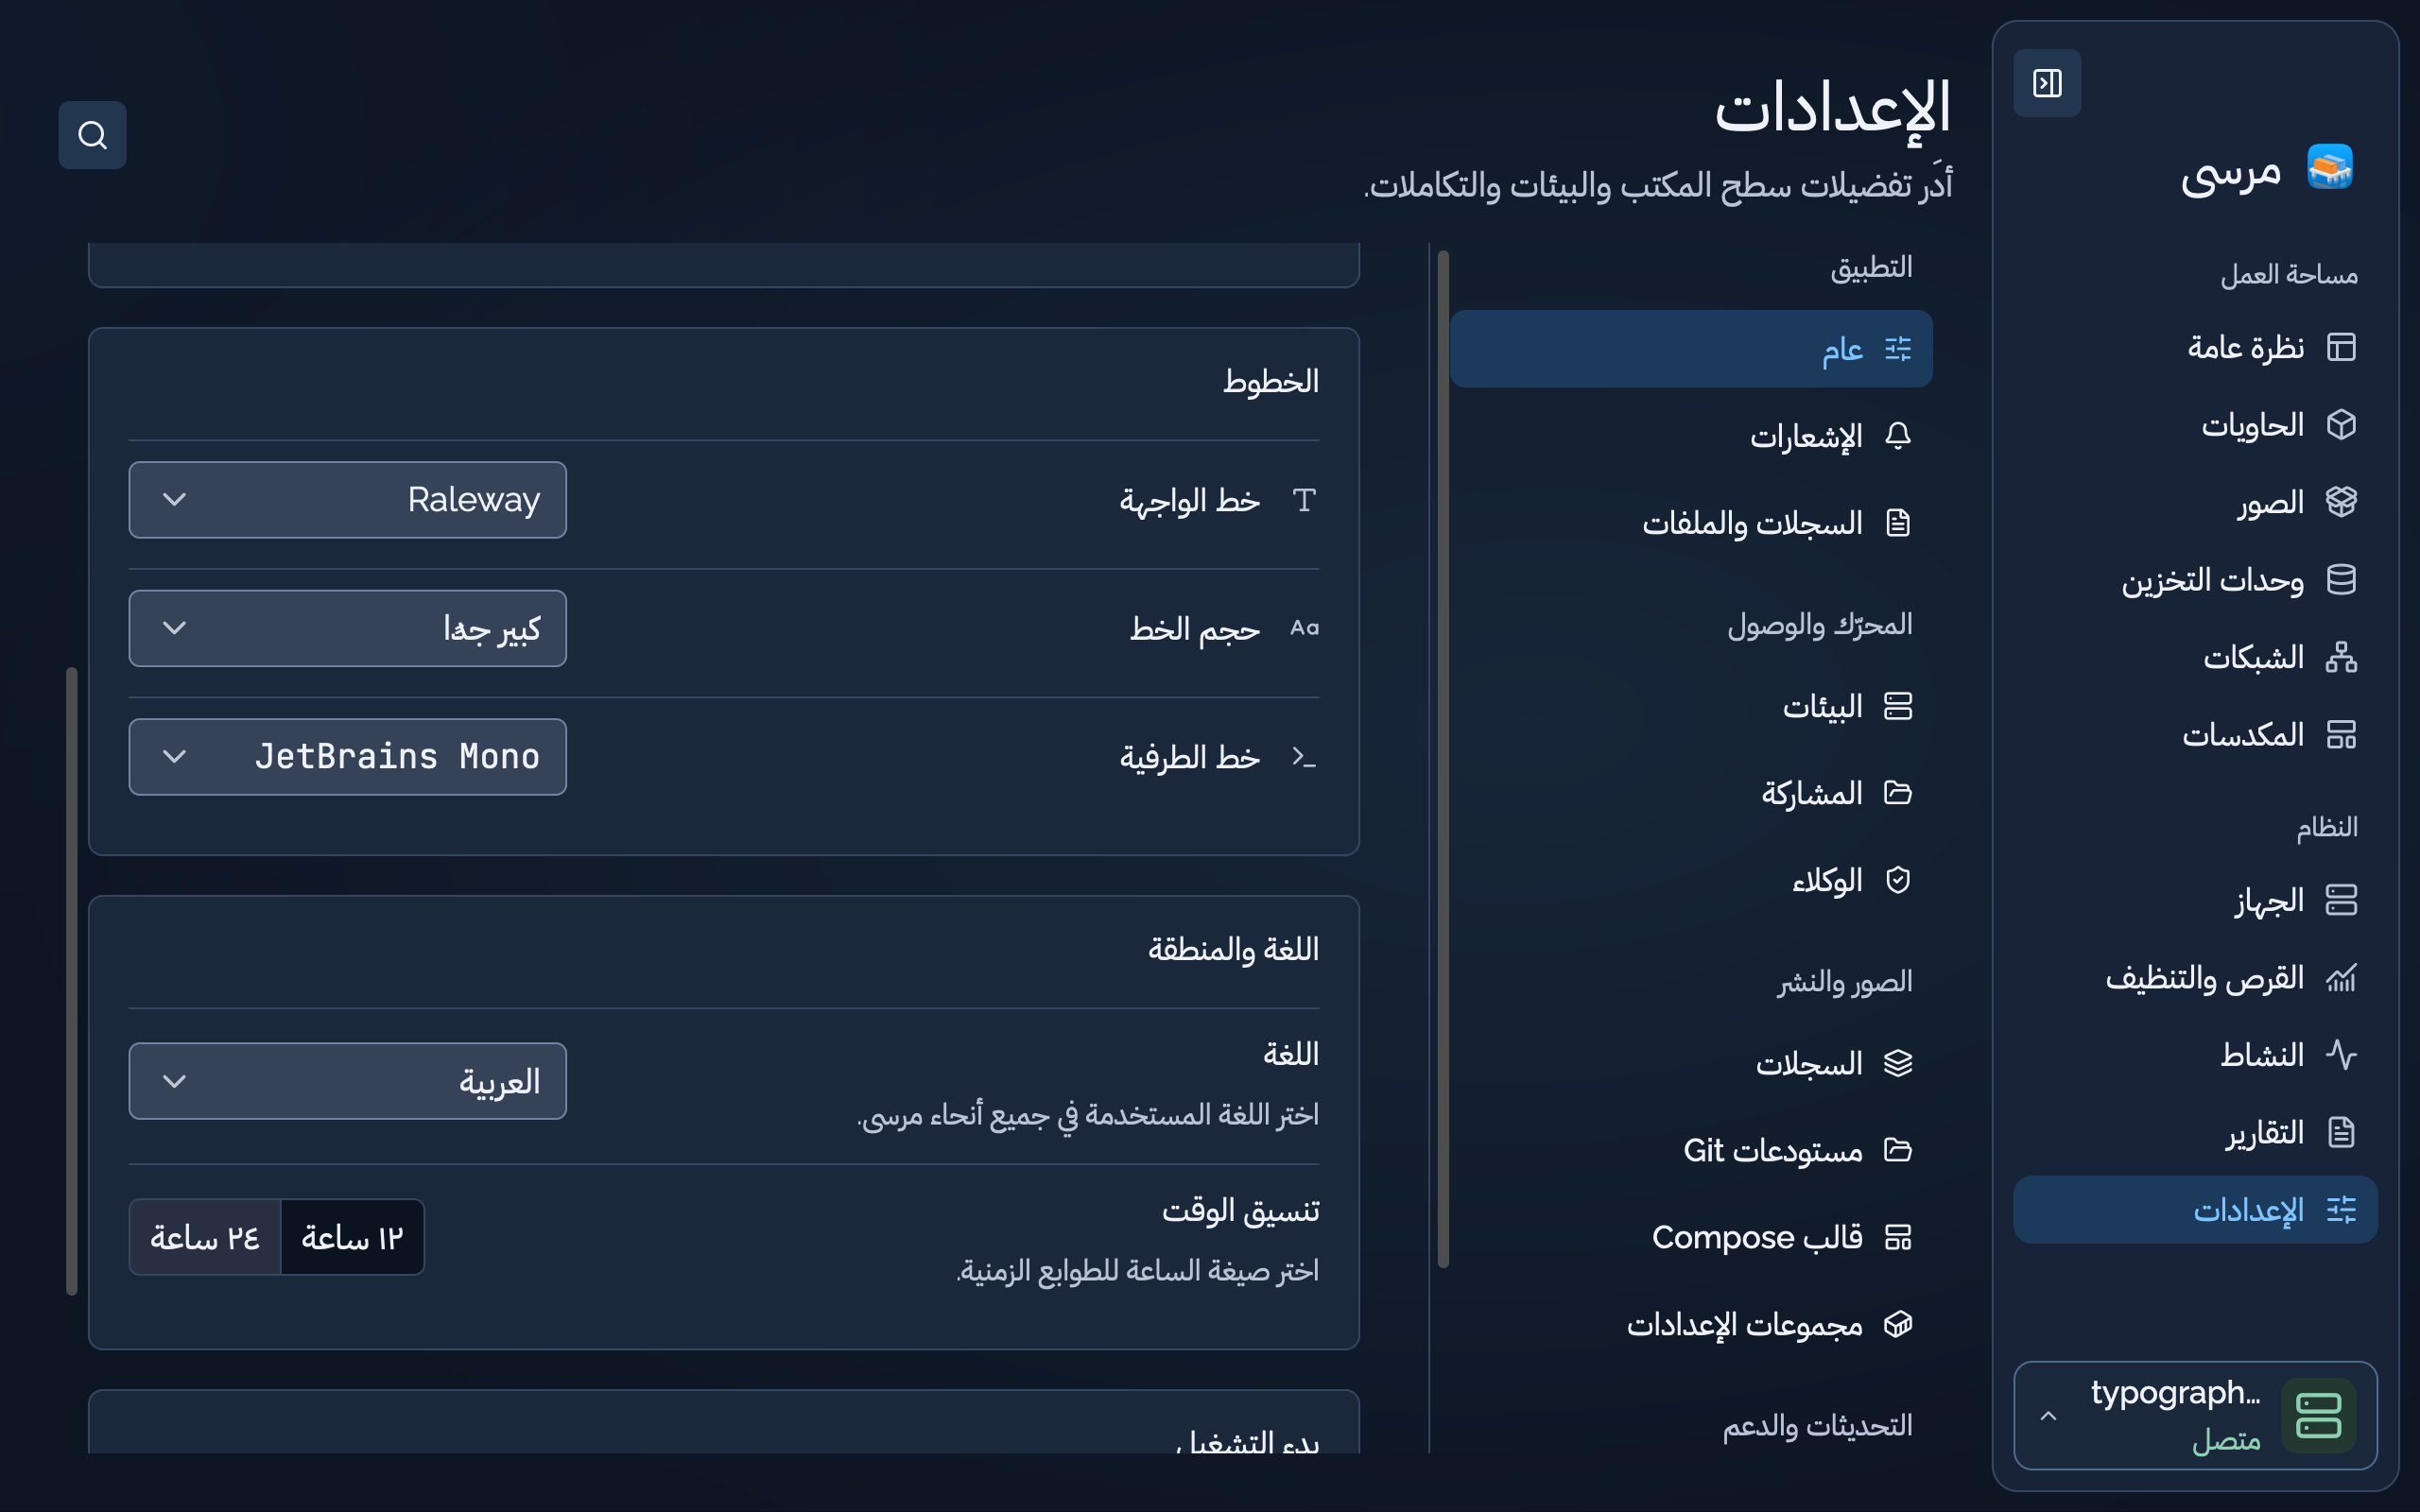 مرسى
مساحة العمل
نظرة عامة
الحاويات
الصور
وحدات التخزين
الشبكات
المكدسات
النظام
الجهاز
القرص والتنظيف
النشاط
التقارير
الإعدادات
typograph...
متصل
الإعدادات
أدَر تفضيلات سطح المكتب والبيئات والتكاملات.
التطبيق
عام
الإشعارات
السجلات والملفات
المحرّك والوصول
البيئات
المشاركة
الوكلاء
الصور والنشر
السجلات
مستودعات Git
قالب Compose
مجموعات الإعدادات
التحديثات والدعم
الخطوط
خط الواجهة
Raleway
Aa
حجم الخط
كبير جدًا
خط الطرفية
JetBrains Mono
اللغة والمنطقة
اللغة
اختر اللغة المستخدمة في جميع أنحاء مرسى.
العربية
تنسيق الوقت
اختر صيغة الساعة للطوابع الزمنية.
١٢ ساعة
٢٤ ساعة
بدء التشغيل